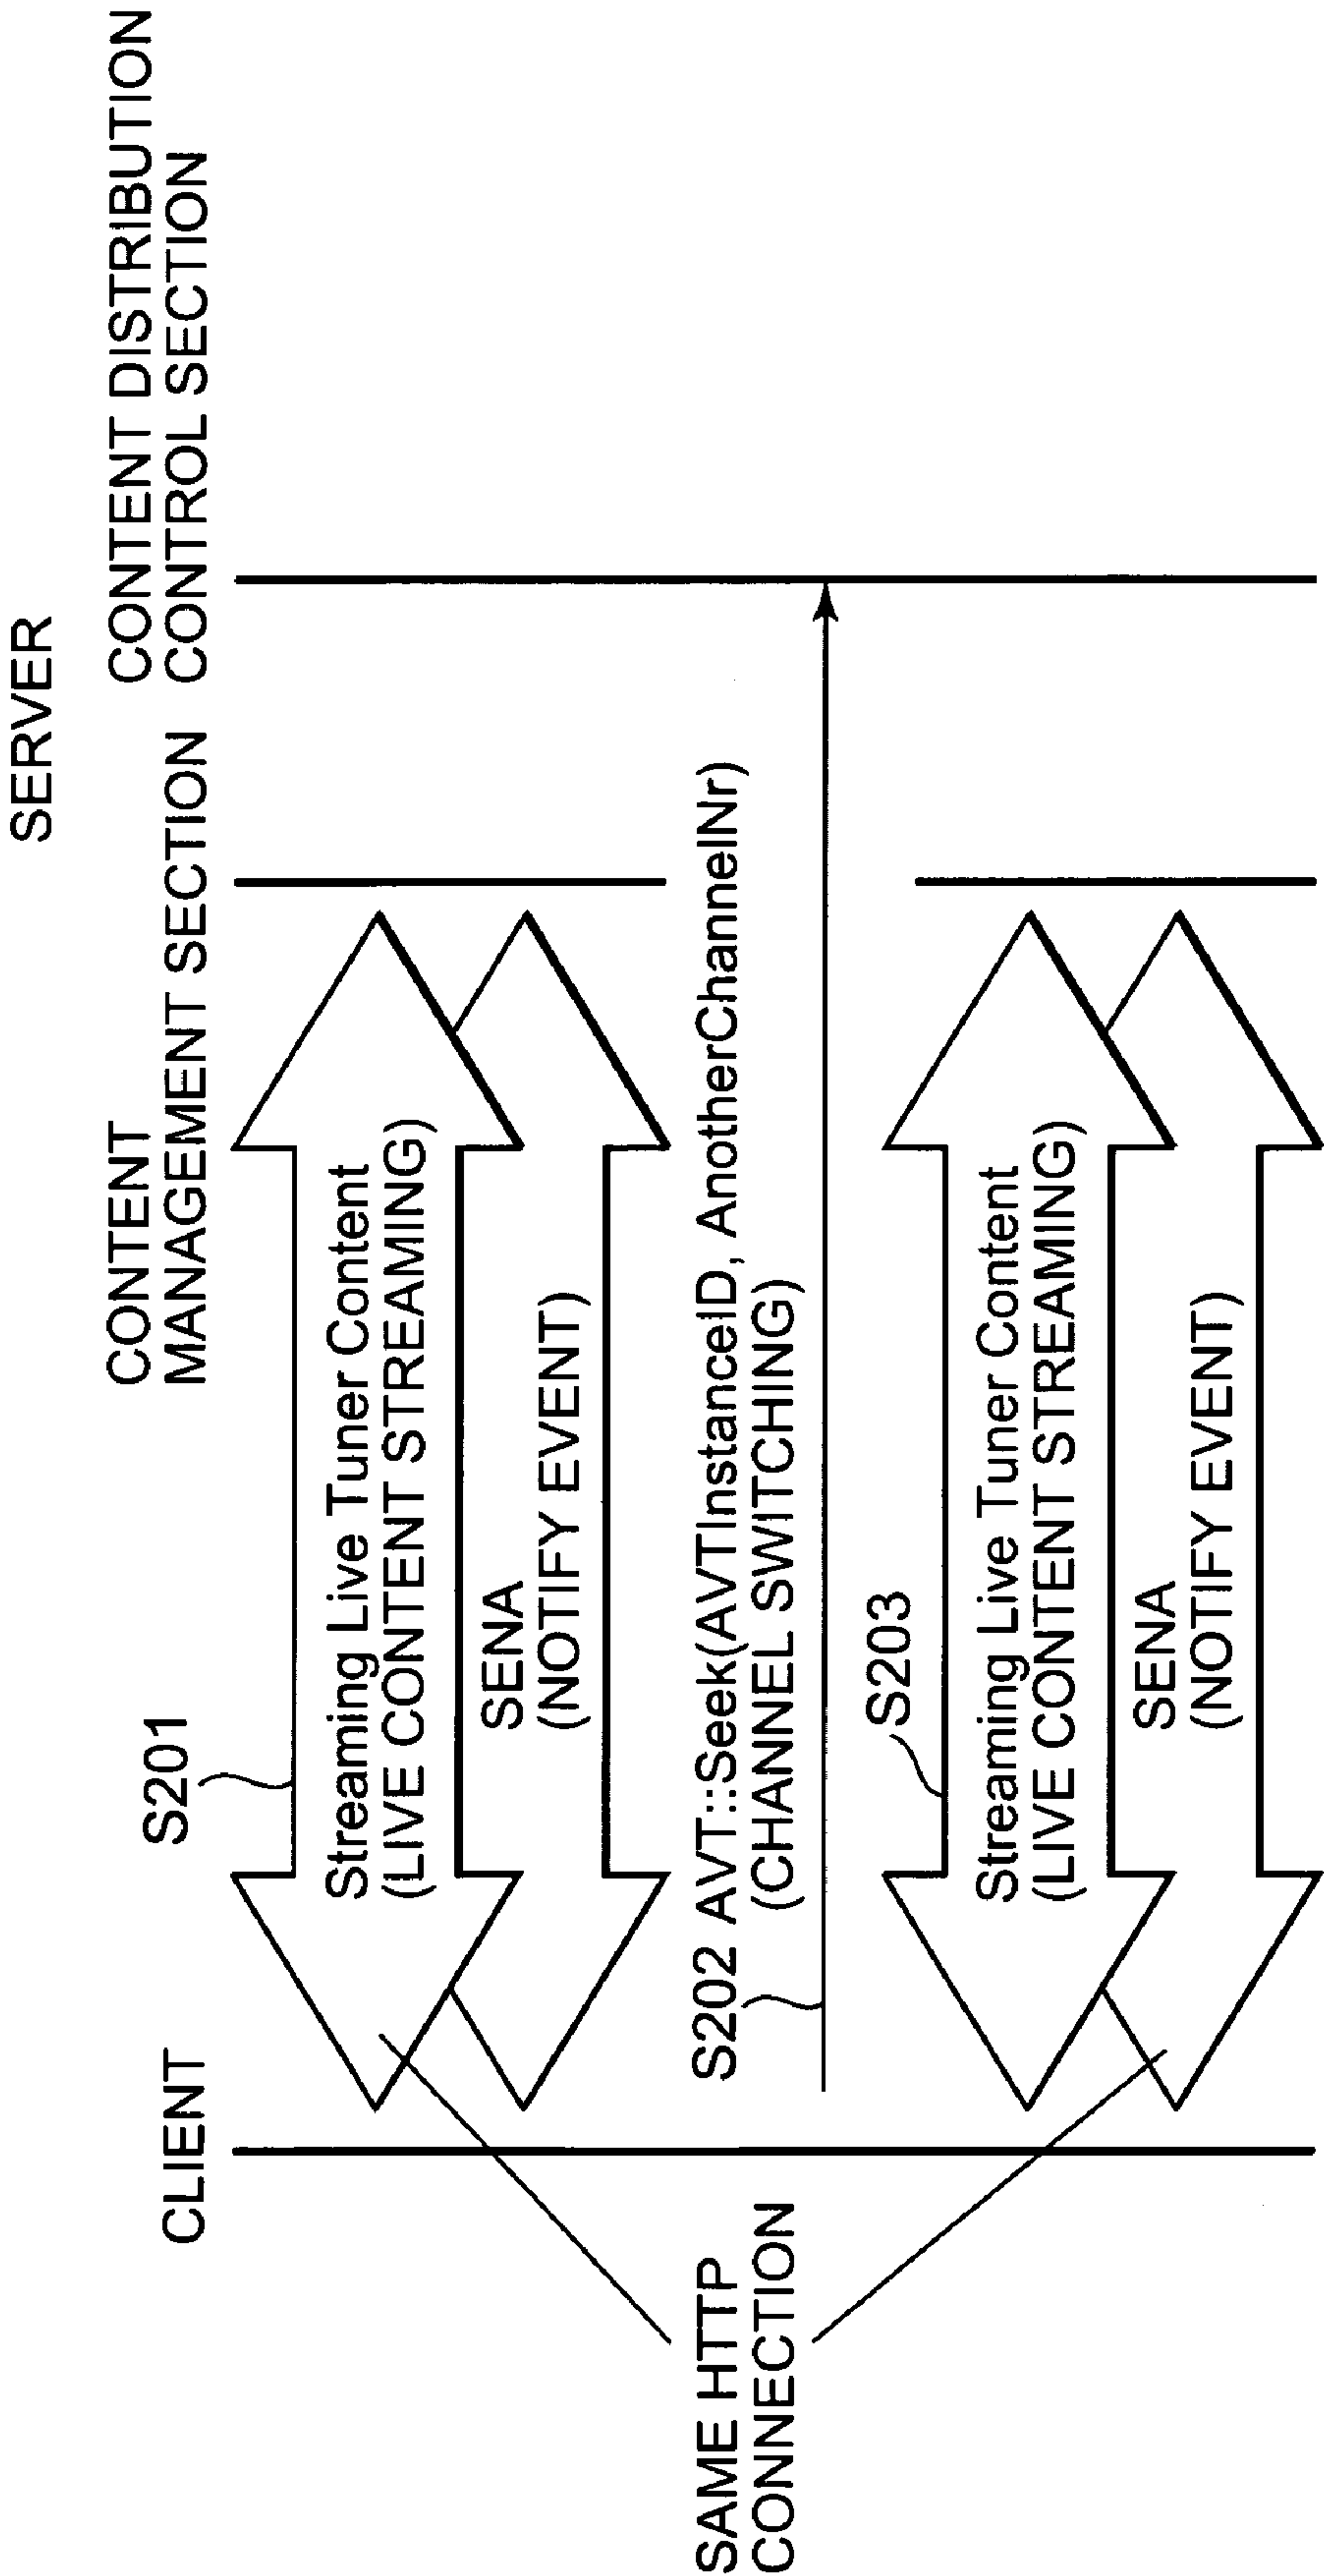 SERVER
CLIENT
CONTENT
MANAGEMENT SECTION
CONTENT DISTRIBUTION
CONTROL SECTION
S201
Streaming Live Tuner Content
(LIVE CONTENT STREAMING)
SENA
(NOTIFY EVENT)
SAME HTTP
CONNECTION
S202 AVT::Seek(AVTInstanceID, AnotherChannelNr)
(CHANNEL SWITCHING)
S203
Streaming Live Tuner Content
(LIVE CONTENT STREAMING)
SENA
(NOTIFY EVENT)